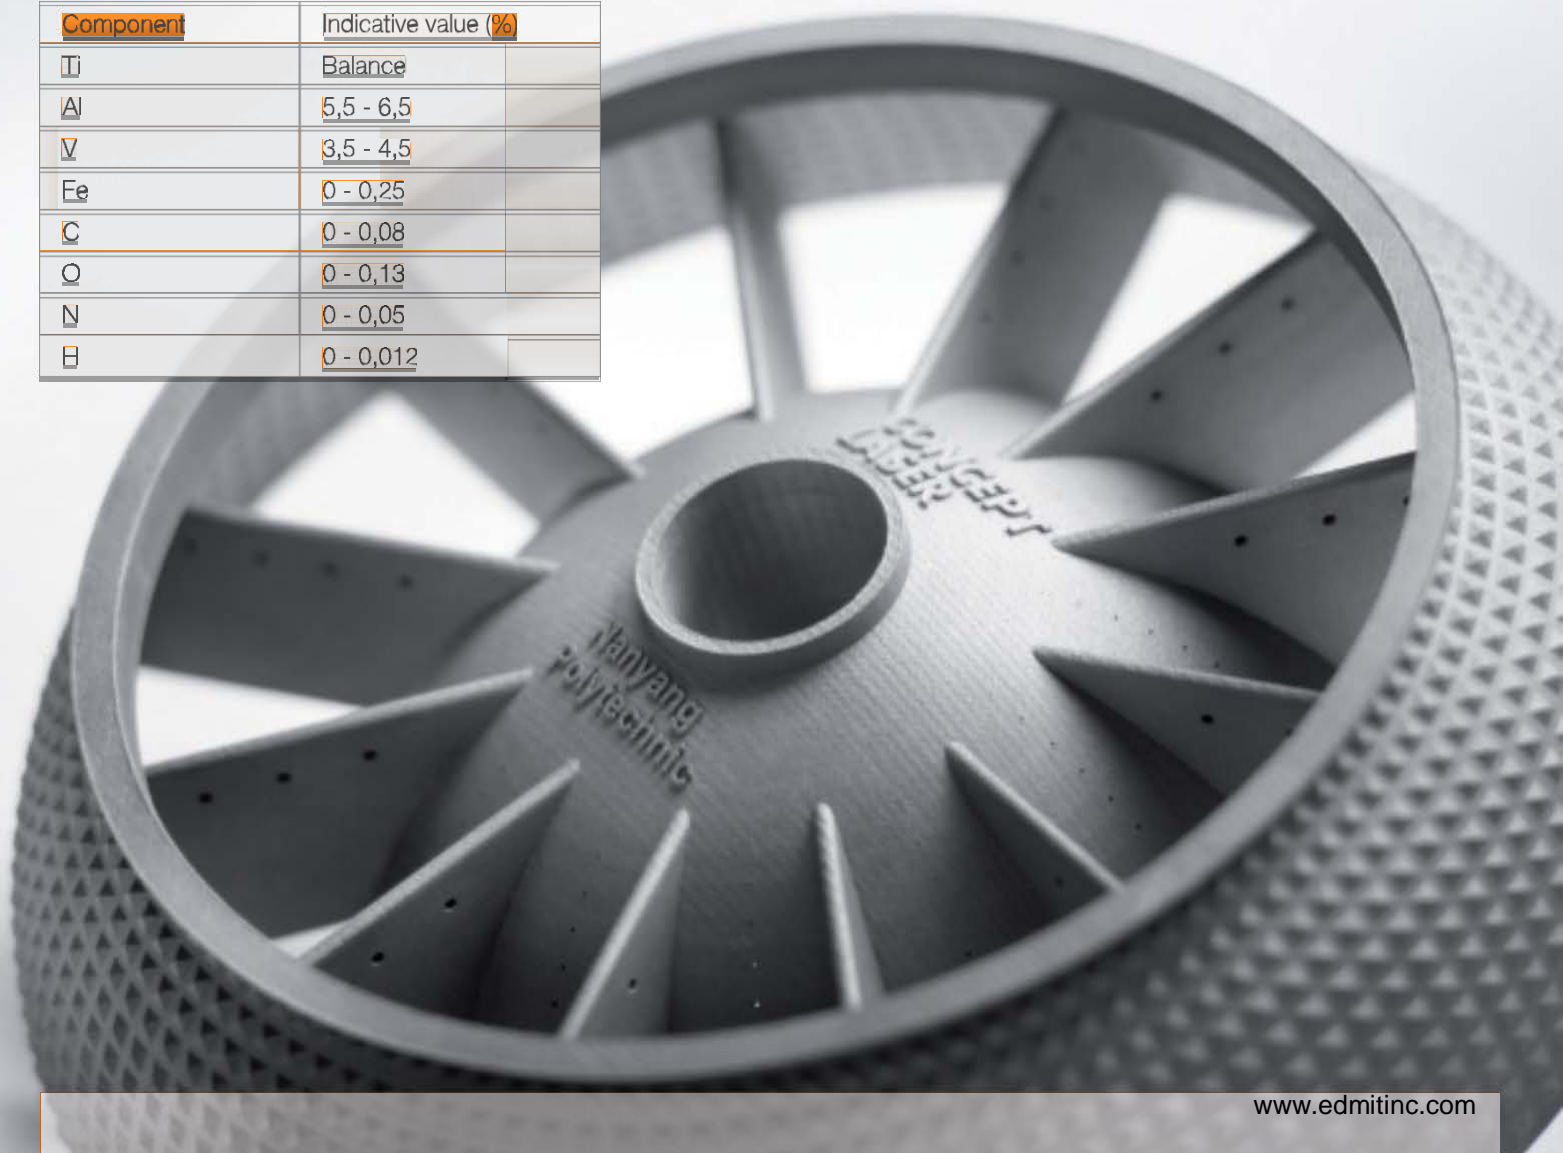 Component Indicative value (%)
Ti Balance
Al 5,5 - 6,5
V 3,5 - 4,5
Fe 0 - 0,25
C 0 - 0,08
O 0 - 0,13
N 0 - 0,05
H 0 - 0,012
CONCEPT
LASER
Nanyang
Polytechnic
www.edmitinc.com